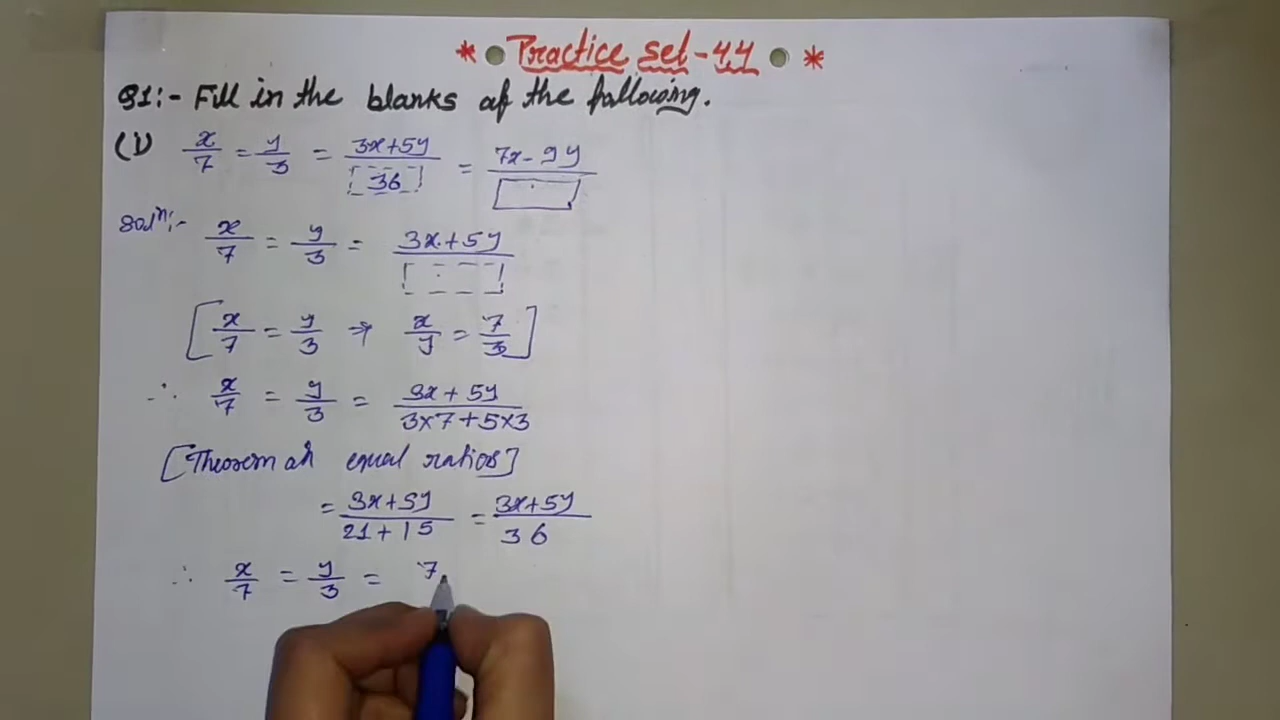 * Practice set-4.4 *
Q1:- Fill in the blanks of the following.
(1) x/7 = y/3 = 3x+5y/36 = 7x-9y/
Solⁿ:- x/7 = y/3 = 3x+5y/
[x/7 = y/3 → x/y = 7/3]
∴ x/7 = y/3 = 3x+5y/3×7+5×3
[Theorem of equal ratios]
= 3x+5y/21+15 = 3x+5y/36
∴ x/7 = y/3 = 7